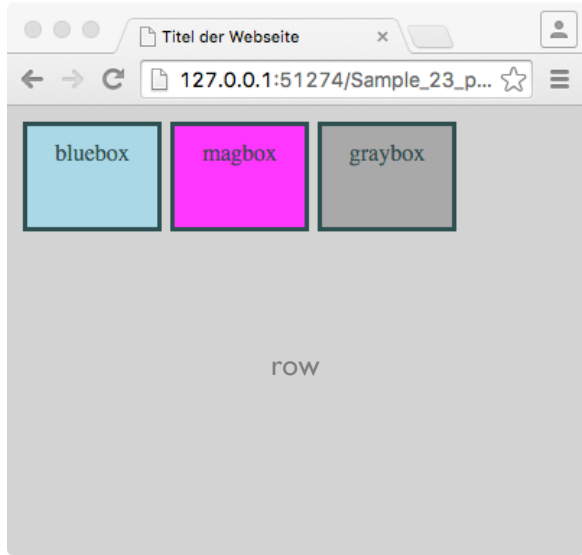 Titel der Webseite
127.0.0.1:51274/Sample_23_p...
bluebox magbox graybox
row